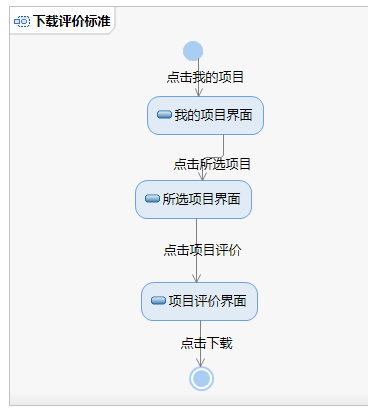 下载评价标准
点击我的项目
我的项目界面
点击所选项目
所选项目界面
点击项目评价
项目评价界面
点击下载